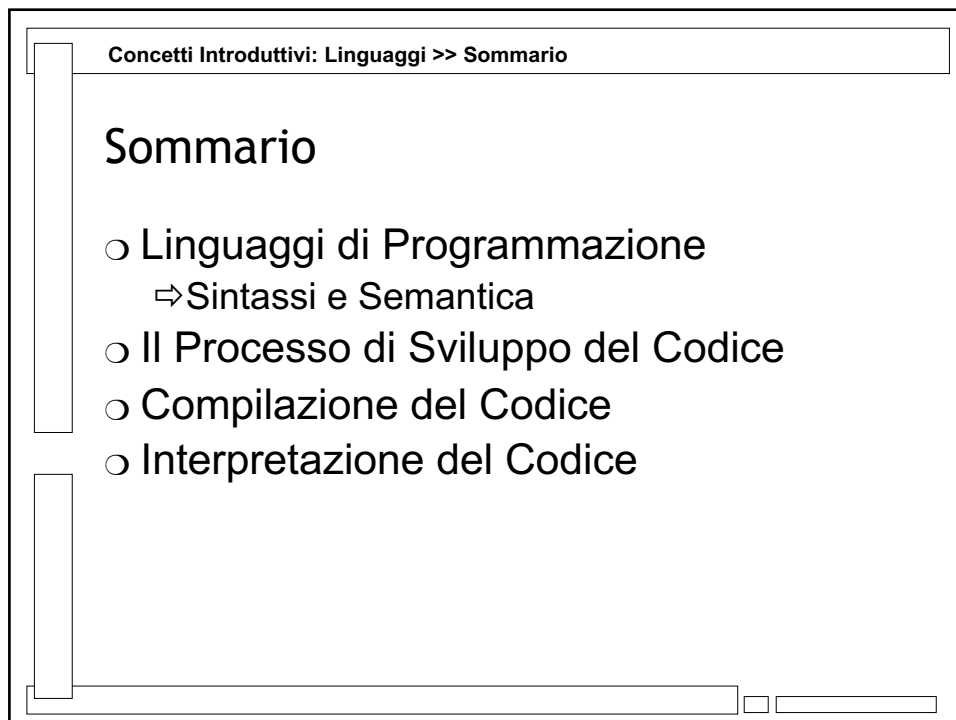 Concetti Introduttivi: Linguaggi >> Sommario
Sommario
❍ Linguaggi di Programmazione
⇨Sintassi e Semantica
❍ Il Processo di Sviluppo del Codice
❍ Compilazione del Codice
❍ Interpretazione del Codice